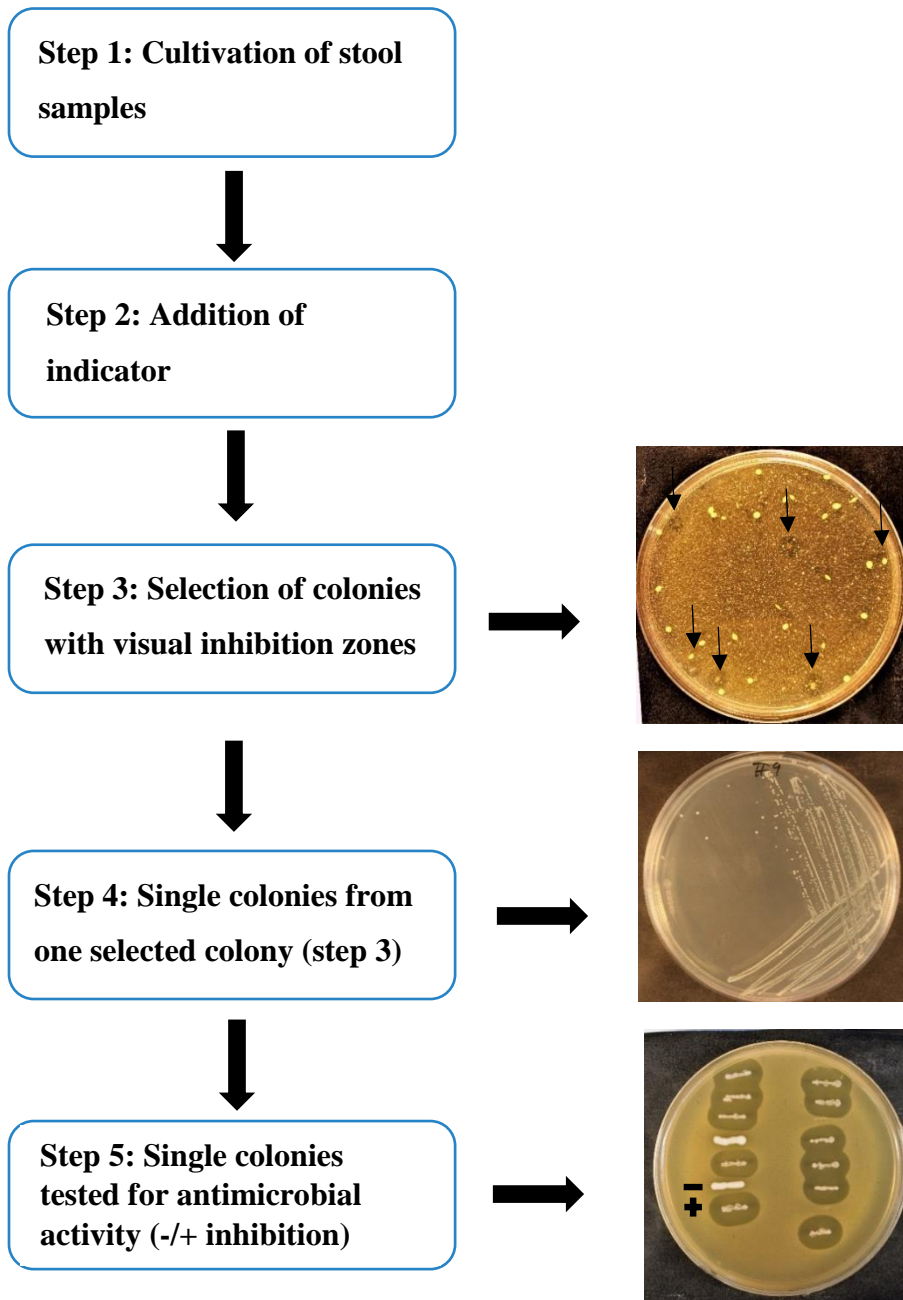 Step 1: Cultivation of stool
samples
Step 2: Addition of
indicator
Step 3: Selection of colonies
with visual inhibition zones
Step 4: Single colonies from
one selected colony (step 3)
Step 5: Single colonies
tested for antimicrobial
activity (-/+ inhibition)
−
+